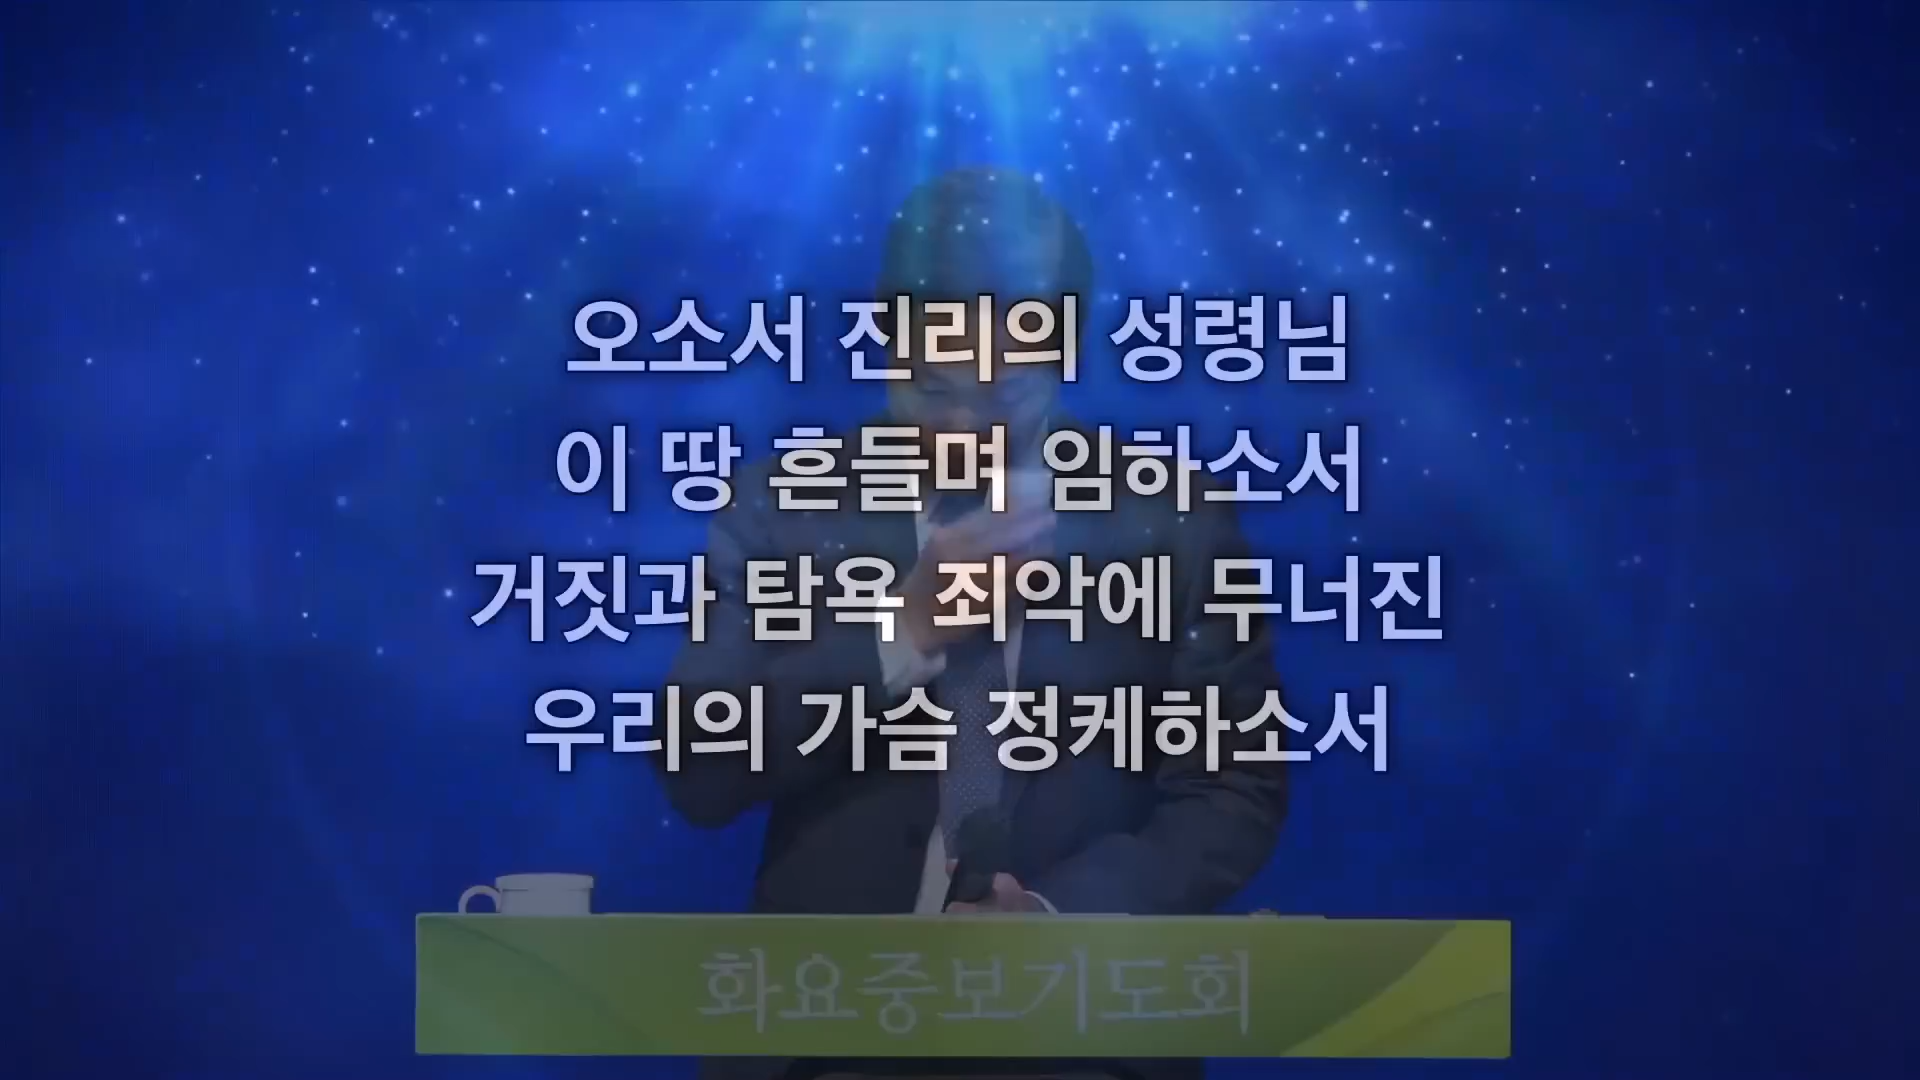 오소서 진리의 성령님
이 땅 흔들며 임하소서
거짓과 탐욕 죄악에 무너진
우리의 가슴 정케하소서
화요중보기도회